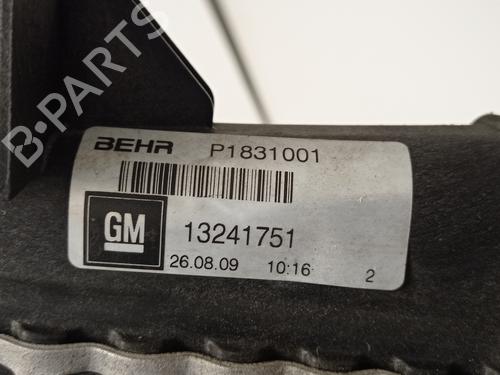 B-PARTS
BEHR P1831001
GM 13241751
26.08.09 10:16 2